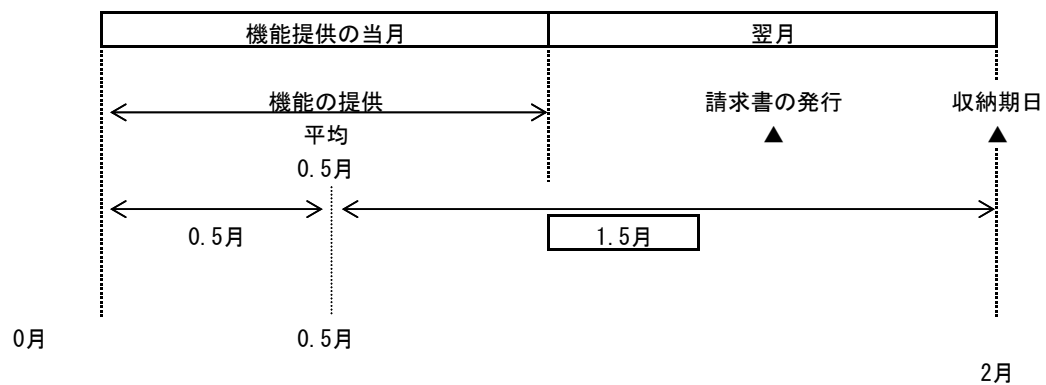 機能提供の当月 翌月
機能の提供 請求書の発行 収納期日
平均 ▲ ▲
0.5月
0.5月 1.5月
0月 0.5月
2月